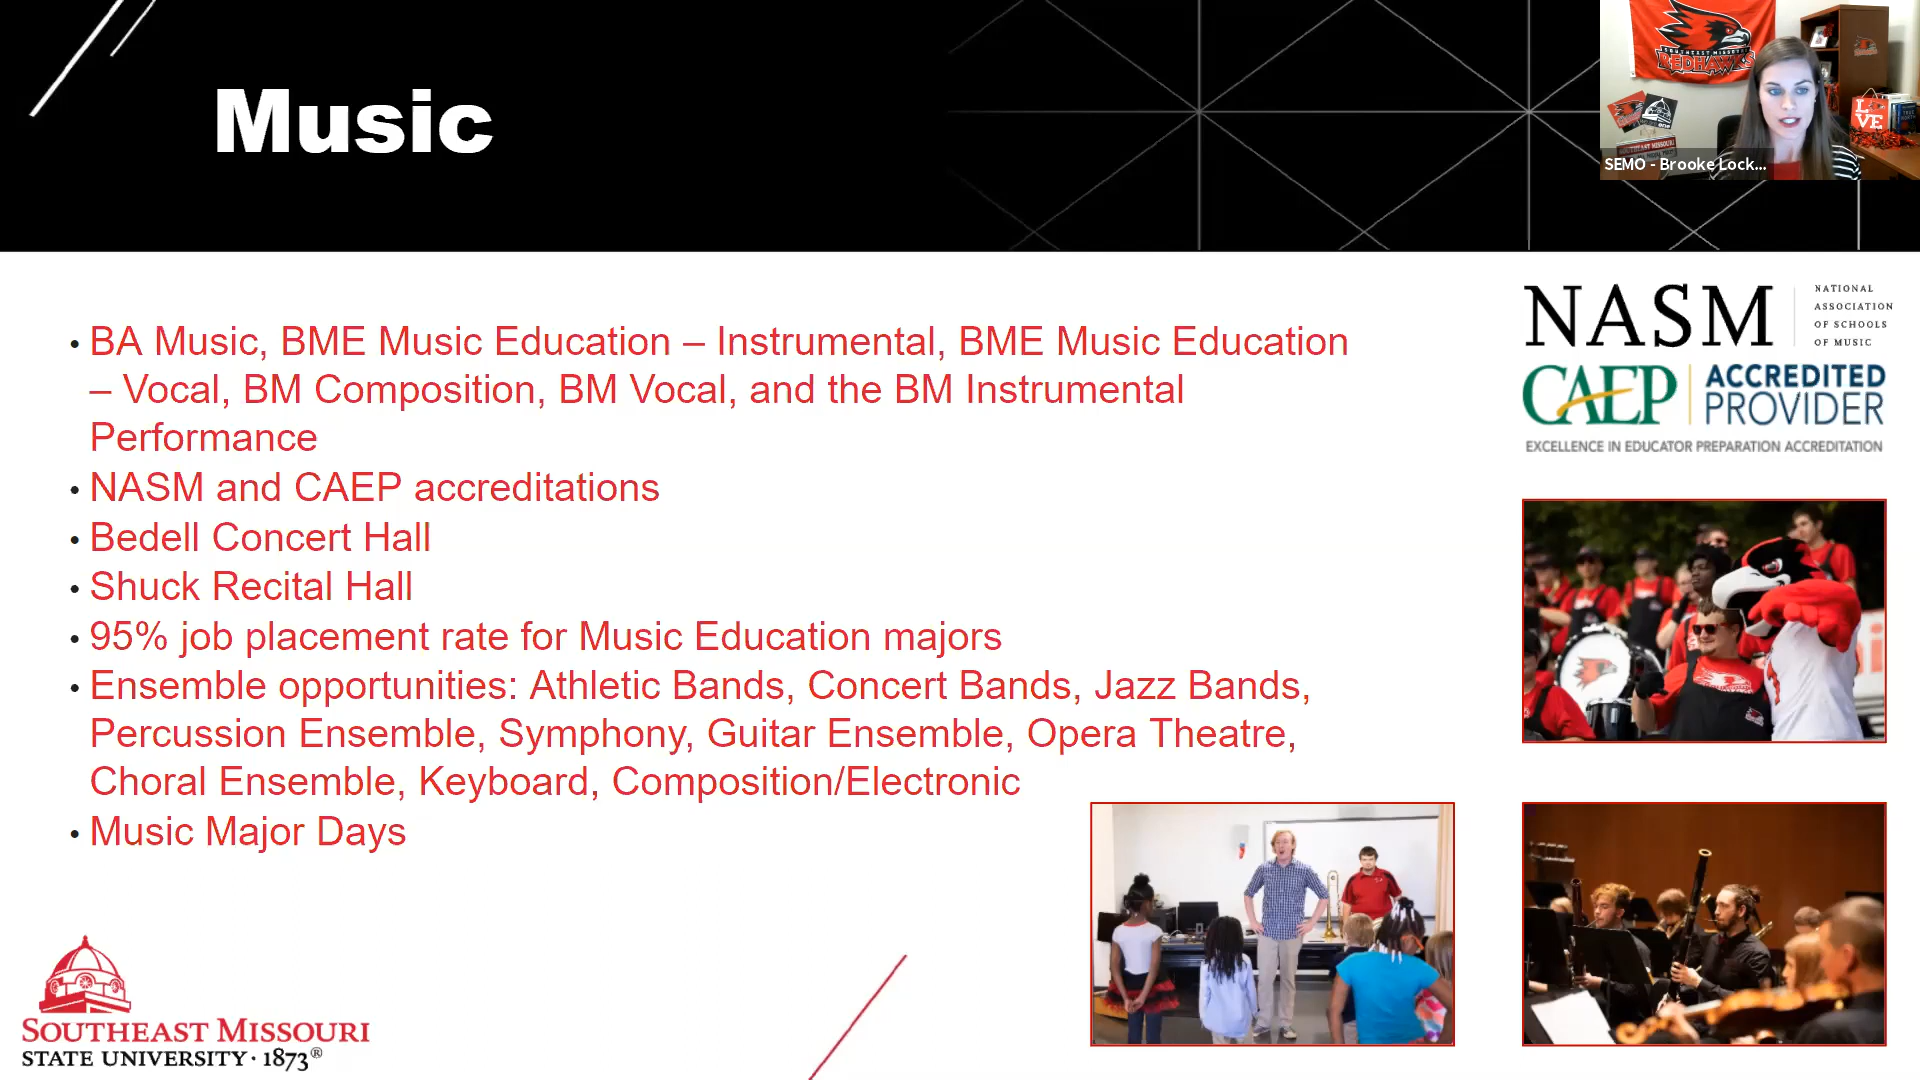 Music
SOUTHEAST MISSOURI
REDHAWKS
LOVE
SEMO - Brooke Lock...
• BA Music, BME Music Education – Instrumental, BME Music Education
– Vocal, BM Composition, BM Vocal, and the BM Instrumental
Performance
• NASM and CAEP accreditations
• Bedell Concert Hall
• Shuck Recital Hall
• 95% job placement rate for Music Education majors
• Ensemble opportunities: Athletic Bands, Concert Bands, Jazz Bands,
Percussion Ensemble, Symphony, Guitar Ensemble, Opera Theatre,
Choral Ensemble, Keyboard, Composition/Electronic
• Music Major Days
NASM
NATIONAL
ASSOCIATION
OF SCHOOLS
OF MUSIC
CAEP
ACCREDITED
PROVIDER
EXCELLENCE IN EDUCATOR PREPARATION ACCREDITATION
SOUTHEAST MISSOURI
STATE UNIVERSITY · 1873®